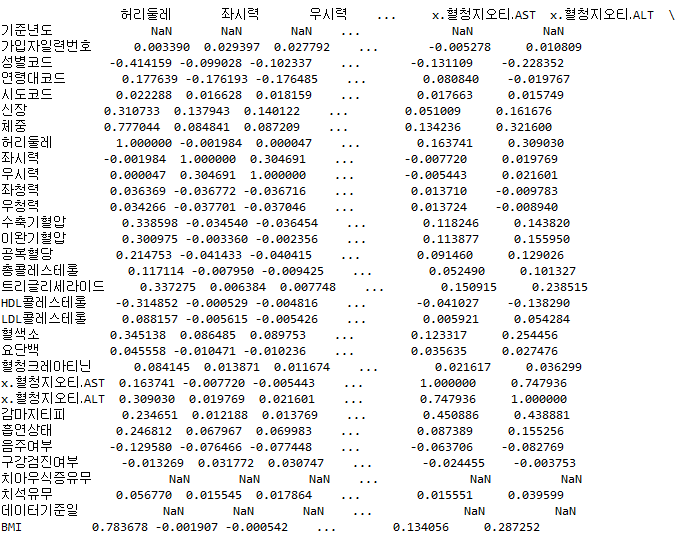 허리둘레 좌시력 우시력 ... x.혈청지오티.AST x.혈청지오티.ALT \
기준년도 NaN NaN NaN ... NaN NaN
가입자일련번호 0.003390 0.029397 0.027792 ... -0.005278 0.010809
성별코드 -0.414159 -0.099028 -0.102337 ... -0.131109 -0.228352
연령대코드 0.177639 -0.176193 -0.176485 ... 0.080840 -0.019767
시도코드 0.022288 0.016628 0.018159 ... 0.017663 0.015749
신장 0.310733 0.137943 0.140122 ... 0.051009 0.161676
체중 0.777044 0.084841 0.087209 ... 0.134236 0.321600
허리둘레 1.000000 -0.001984 0.000047 ... 0.163741 0.309030
좌시력 -0.001984 1.000000 0.304691 ... -0.007720 0.019769
우시력 0.000047 0.304691 1.000000 ... -0.005443 0.021601
좌청력 0.036369 -0.036772 -0.036716 ... 0.013710 -0.009783
우청력 0.034266 -0.037701 -0.037046 ... 0.013724 -0.008940
수축기혈압 0.338598 -0.034540 -0.036454 ... 0.118246 0.143820
이완기혈압 0.300975 -0.003360 -0.002356 ... 0.113877 0.155950
공복혈당 0.214753 -0.041433 -0.040415 ... 0.091460 0.129026
총콜레스테롤 0.117114 -0.007950 -0.009425 ... 0.052490 0.101327
트리글리세라이드 0.337275 0.006384 0.007748 ... 0.150915 0.238515
HDL콜레스테롤 -0.314852 -0.000529 -0.004816 ... -0.041027 -0.138290
LDL콜레스테롤 0.088157 -0.005615 -0.005426 ... 0.005921 0.054284
혈색소 0.345138 0.086485 0.089753 ... 0.123317 0.254456
요단백 0.045558 -0.010471 -0.010236 ... 0.035635 0.027476
혈청크레아티닌 0.084145 0.013871 0.011674 ... 0.021617 0.036299
x.혈청지오티.AST 0.163741 -0.007720 -0.005443 ... 1.000000 0.747936
x.혈청지오티.ALT 0.309030 0.019769 0.021601 ... 0.747936 1.000000
감마지티피 0.234651 0.012188 0.013769 ... 0.450886 0.438881
흡연상태 0.246812 0.067967 0.069983 ... 0.087389 0.155256
음주여부 -0.129580 -0.076466 -0.077448 ... -0.063706 -0.082769
구강검진여부 -0.013269 0.031772 0.030747 ... -0.024455 -0.003753
치아우식증유무 NaN NaN NaN ... NaN NaN
치석유무 0.056770 0.015545 0.017864 ... 0.015551 0.039599
데이터기준일 NaN NaN NaN ... NaN NaN
BMI 0.783678 -0.001907 -0.000542 ... 0.134056 0.287252